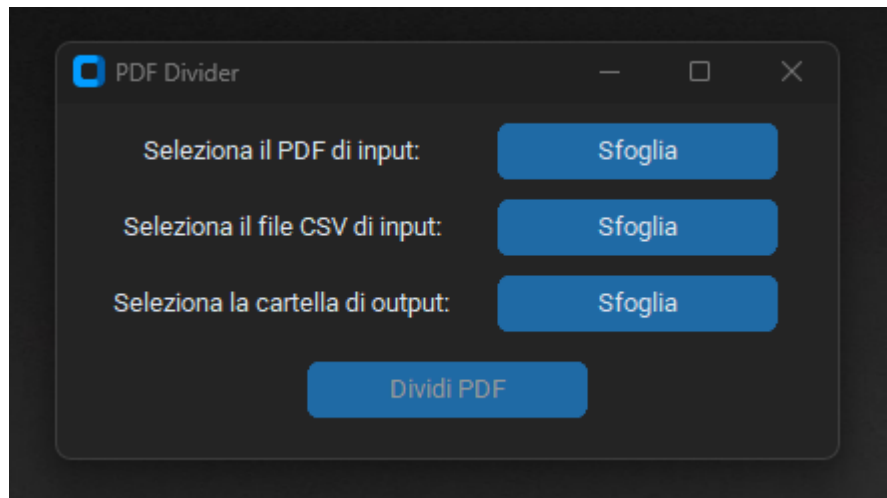 PDF Divider
Seleziona il PDF di input: Sfoglia
Seleziona il file CSV di input: Sfoglia
Seleziona la cartella di output: Sfoglia
Dividi PDF